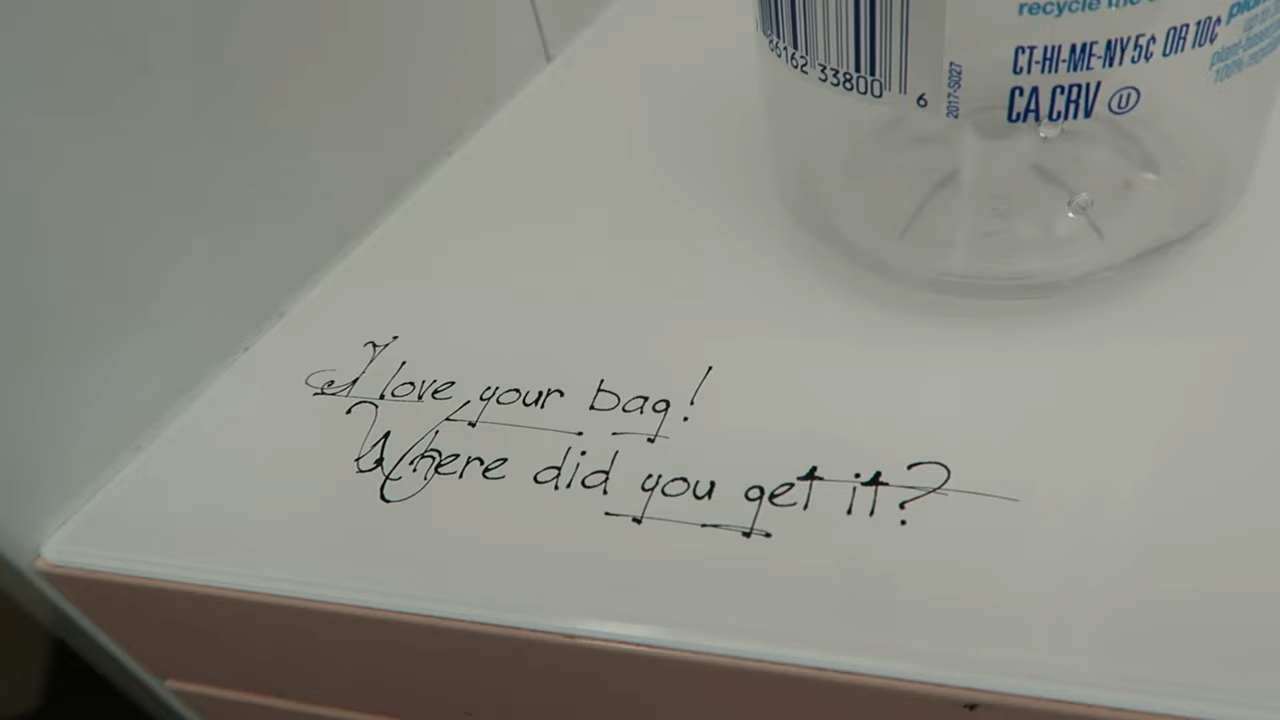 recycle
CT-HI-ME-NY 5¢ OR 10¢
CA CRV U
86162 33800 6
2017-S027
I love your bag!
Where did you get it?